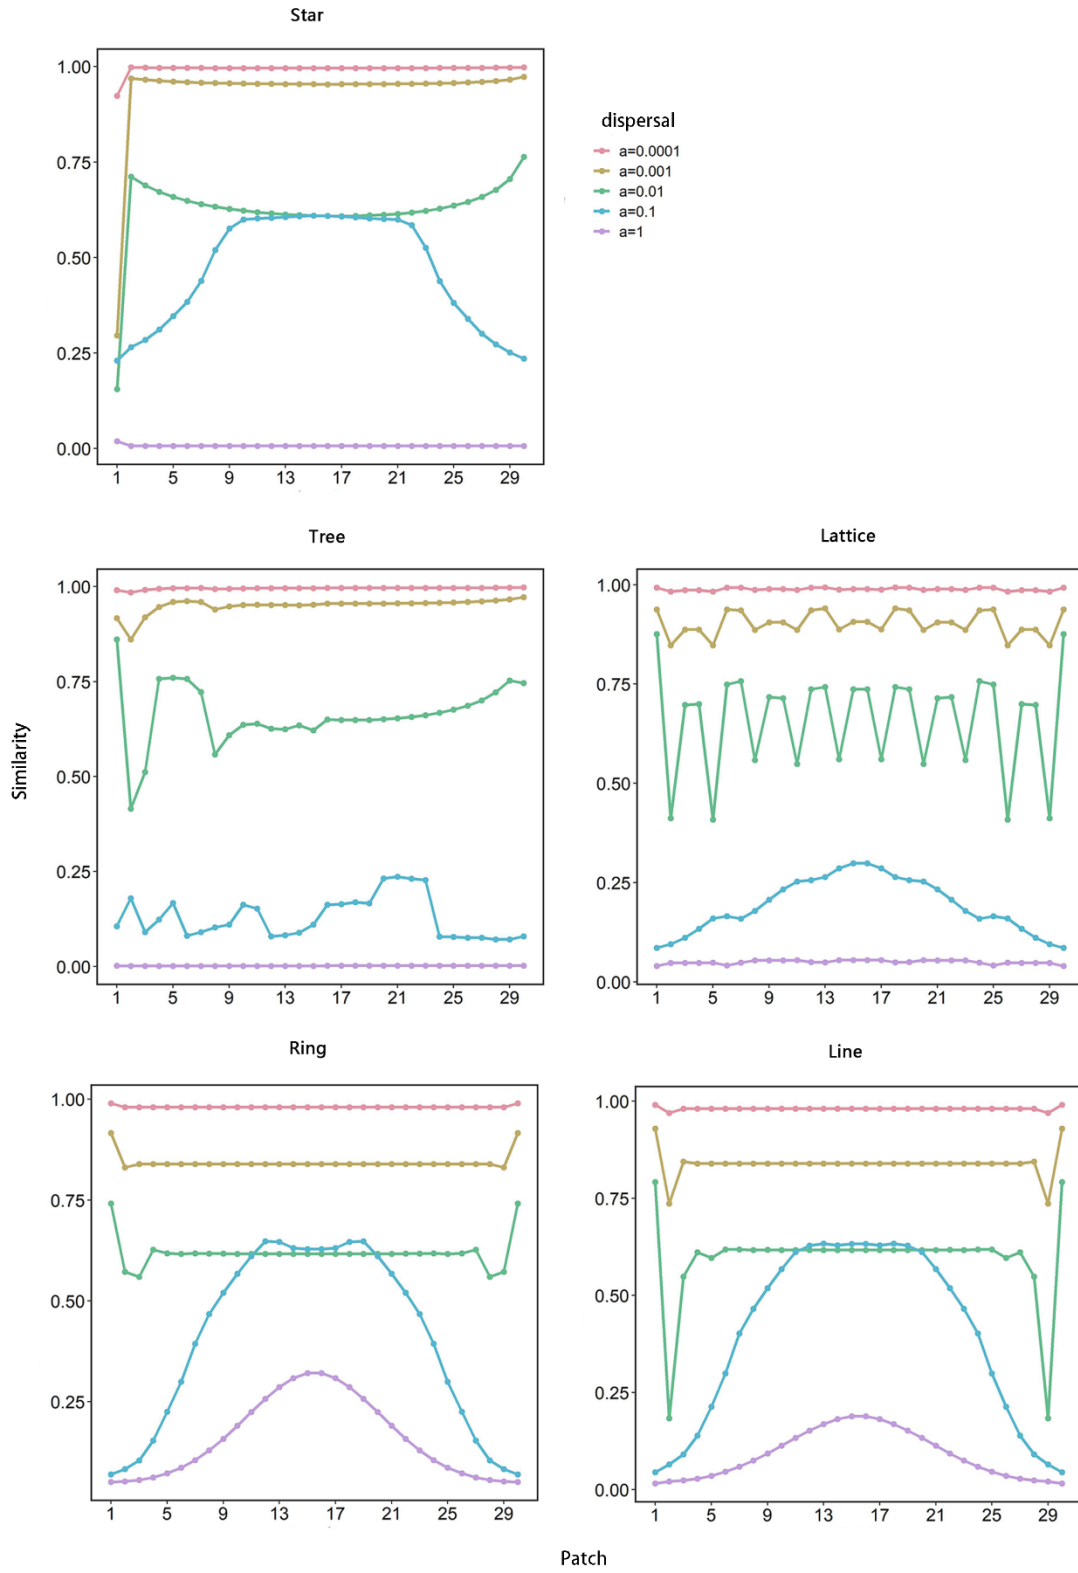 Star
1.00
0.75
0.50
0.25
0.00
1 5 9 13 17 21 29
dispersal
a=0.0001
a=0.001
a=0.01
a=0.1
a=1
Tree
1.00
0.75
0.50
0.25
0.00
1 5 9 13 17 21 29
Lattice
1.00
0.75
0.50
0.25
0.00
1 5 9 13 17 21 25 29
Similarity
Ring
1.00
0.75
0.50
0.25
1 5 9 13 17 21 25 29
Line
1.00
0.75
0.50
0.25
0.00
1 5 9 13 17 21 25 29
Patch